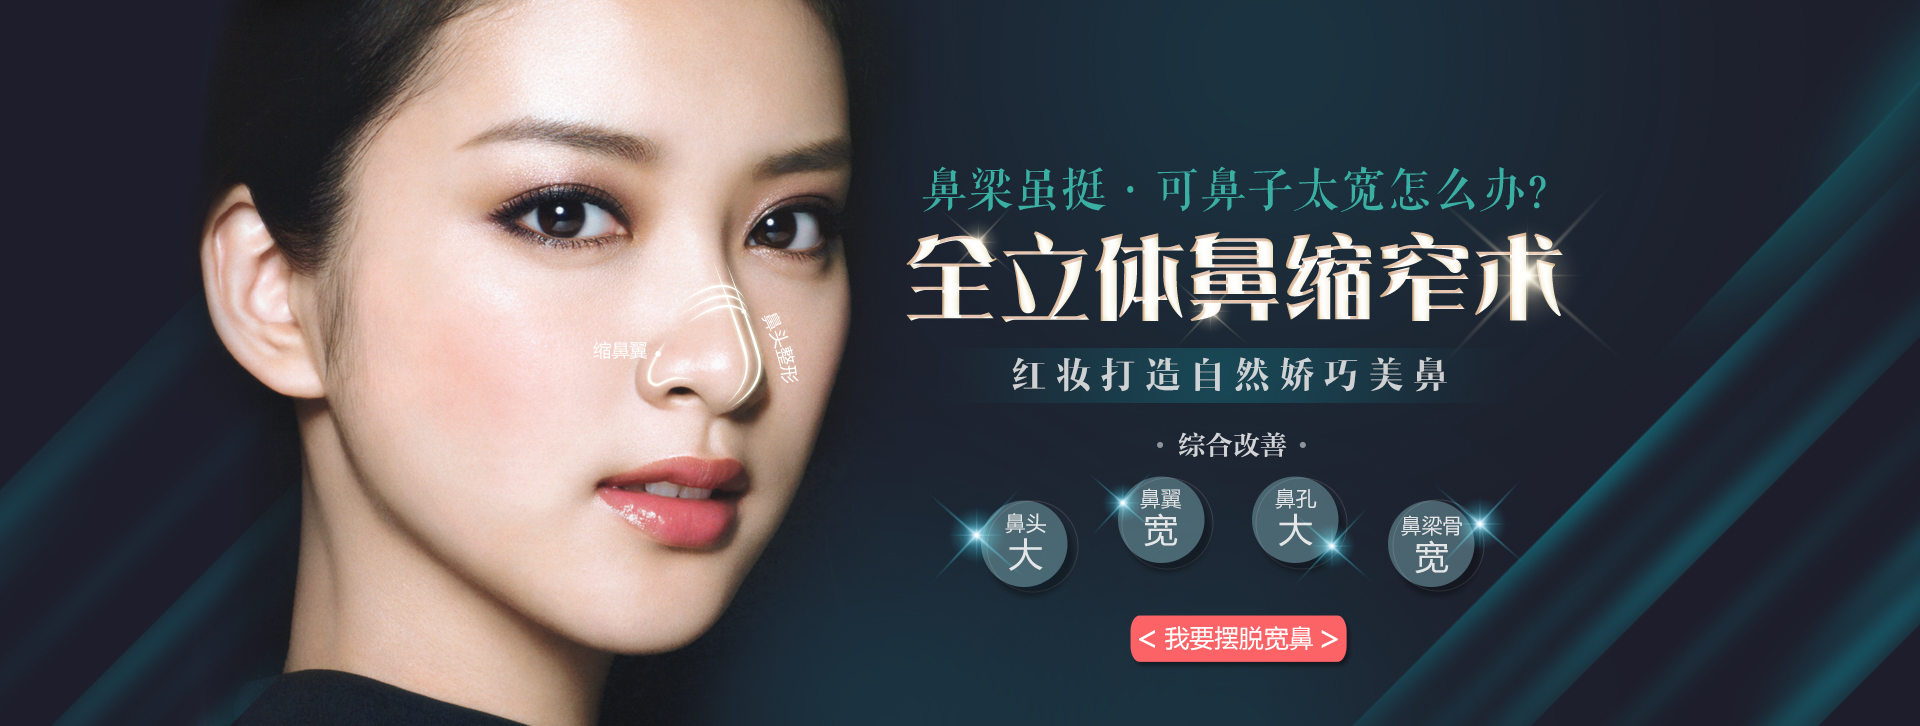 鼻梁虽挺·可鼻子太宽怎么办?
全立体鼻缩窄术
红妆打造自然娇巧美鼻
·综合改善·
鼻头
大
鼻翼
宽
鼻孔
大
鼻梁骨
宽
<我要摆脱宽鼻>
缩鼻翼
鼻头整形